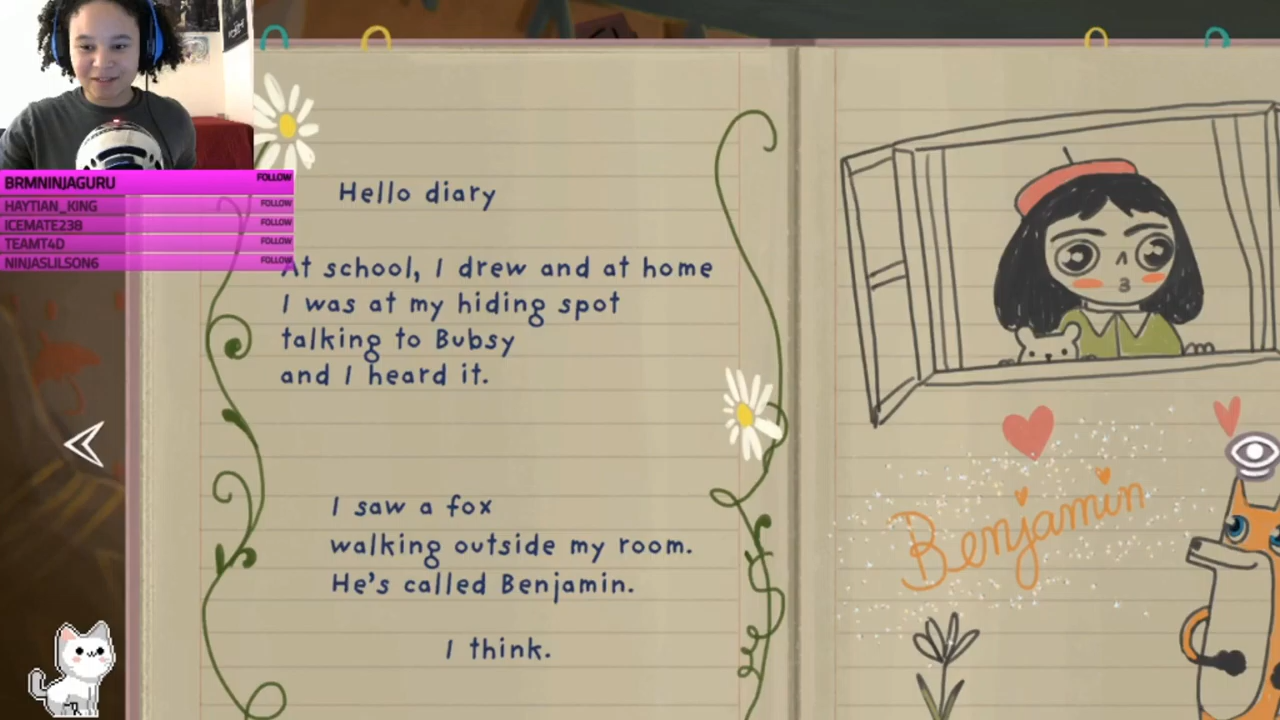 BRMNINJAGURU FOLLOW
HAYTIAN_KING FOLLOW
ICEMATE238 FOLLOW
TEAMT4D FOLLOW
NINJASLILSON6 FOLLOW
Hello diary
At school, I drew and at home
I was at my hiding spot
talking to Bubsy
and I heard it.
I saw a fox
walking outside my room.
He's called Benjamin.
I think.
Benjamin